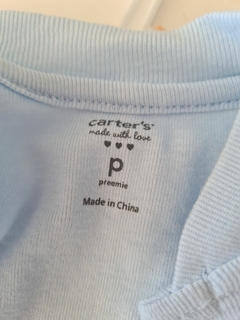 carter's
made with love
♥ ♥ ♥
p
preemie
Made in China